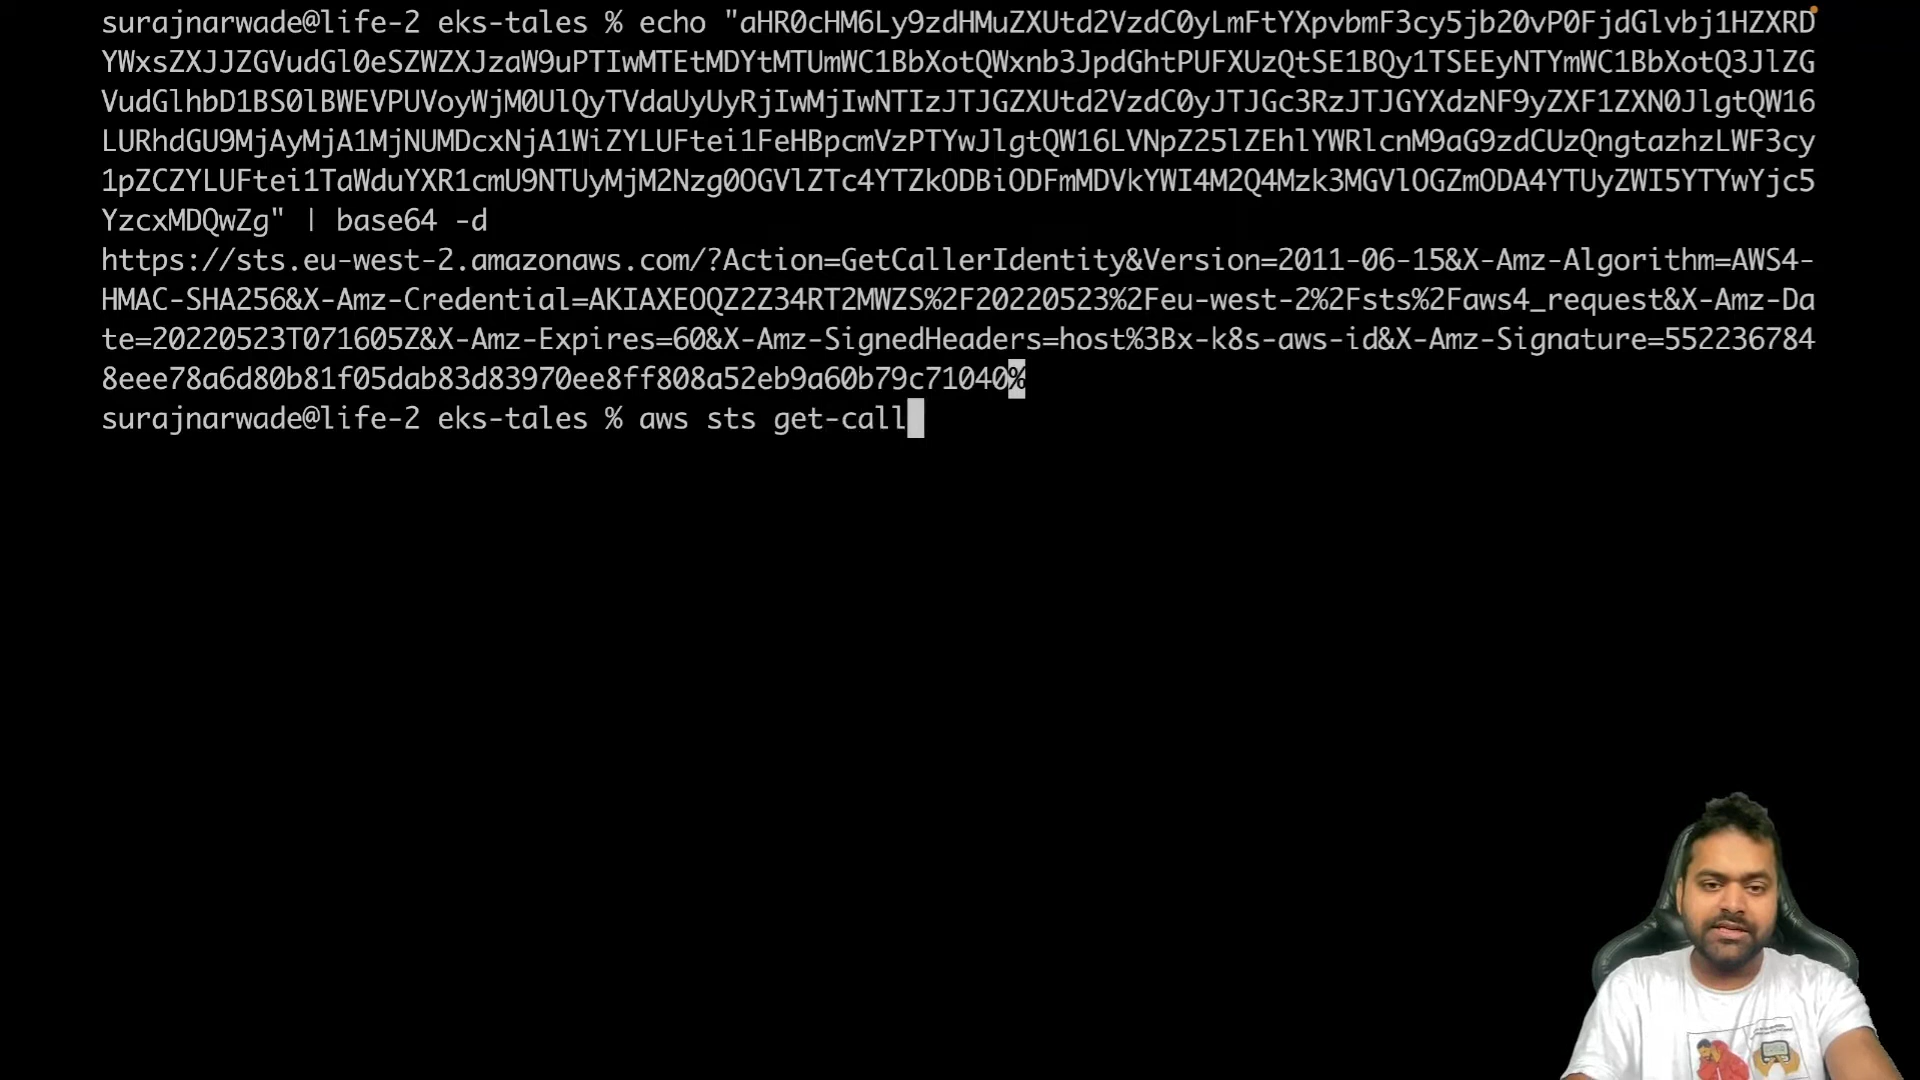 surajnarwade@life-2 eks-tales % echo "aHR0cHM6Ly9zdHMuZXUtd2VzdC0yLmFtYXpvbmF3cy5jb20vP0FjdGlvbj1HZXRD
YWxsZXJJZGVudGl0eSZWZXJzaW9uPTIwMTEtMDYtMTUmWC1BbXotQWxnb3JpdGhtPUFXUzQtSE1BQy1TSEEyNTYmWC1BbXotQ3JlZG
VudGlhbD1BS0lBWEVPUVoyWjM0UlQyTVdaUyUyRjIwMjIwNTIzJTJGZXUtd2VzdC0yJTJGc3RzJTJGYXdzNF9yZXF1ZXN0JlgtQW16
LURhdGU9MjAyMjA1MjNUMDcxNjA1WiZYLUFtei1FeHBpcmVzPTYwJlgtQW16LVNpZ25lZEhlYWRlcnM9aG9zdCUzQngtazhzLWF3cy
1pZCZYLUFtei1TaWduYXR1cmU9NTUyMjM2Nzg0OGVlZTc4YTZkODBiODFmMDVkYWI4M2Q4Mzk3MGVlOGZmODA4YTUyZWI5YTYwYjc5
YzcxMDQwZg" | base64 -d
https://sts.eu-west-2.amazonaws.com/?Action=GetCallerIdentity&Version=2011-06-15&X-Amz-Algorithm=AWS4-
HMAC-SHA256&X-Amz-Credential=AKIAXEOQZ2Z34RT2MWZS%2F20220523%2Feu-west-2%2Fsts%2Faws4_request&X-Amz-Da
te=20220523T071605Z&X-Amz-Expires=60&X-Amz-SignedHeaders=host%3Bx-k8s-aws-id&X-Amz-Signature=552236784
8eee78a6d80b81f05dab83d83970ee8ff808a52eb9a60b79c71040%
surajnarwade@life-2 eks-tales % aws sts get-call